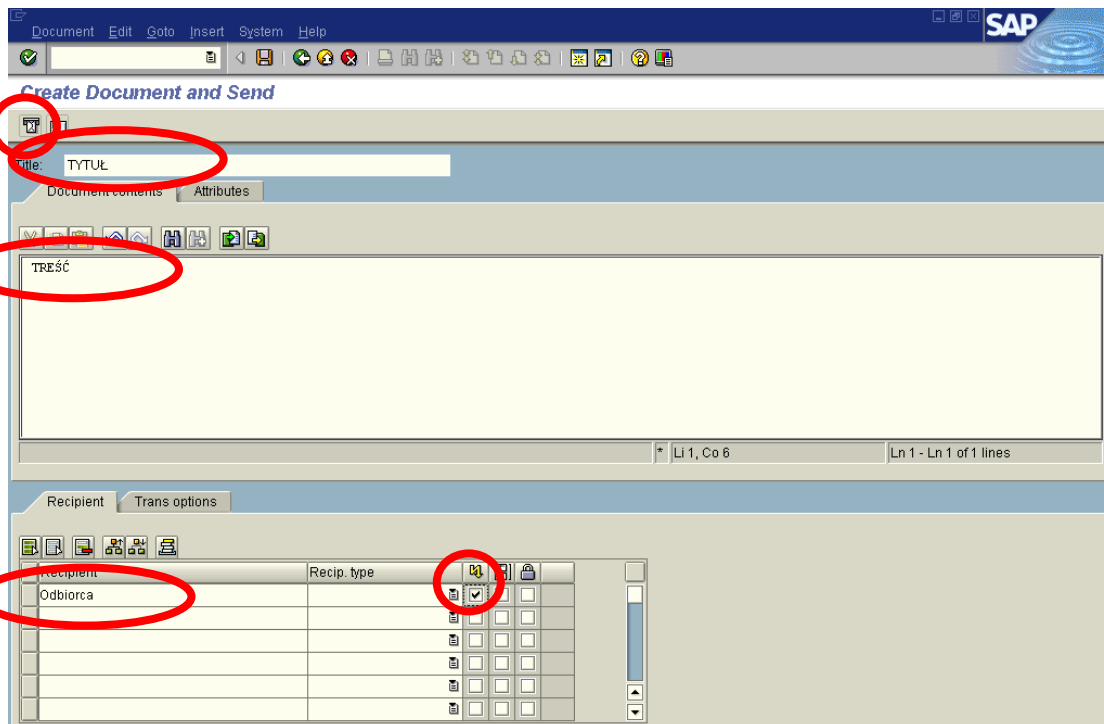 Document Edit Goto Insert System Help
SAP
Create Document and Send
Title: TYTUŁ
Document contents Attributes
TREŚĆ
* Li 1, Co 6 Ln 1 - Ln 1 of 1 lines
Recipient Trans options
Recipient Recip. type
Odbiorca